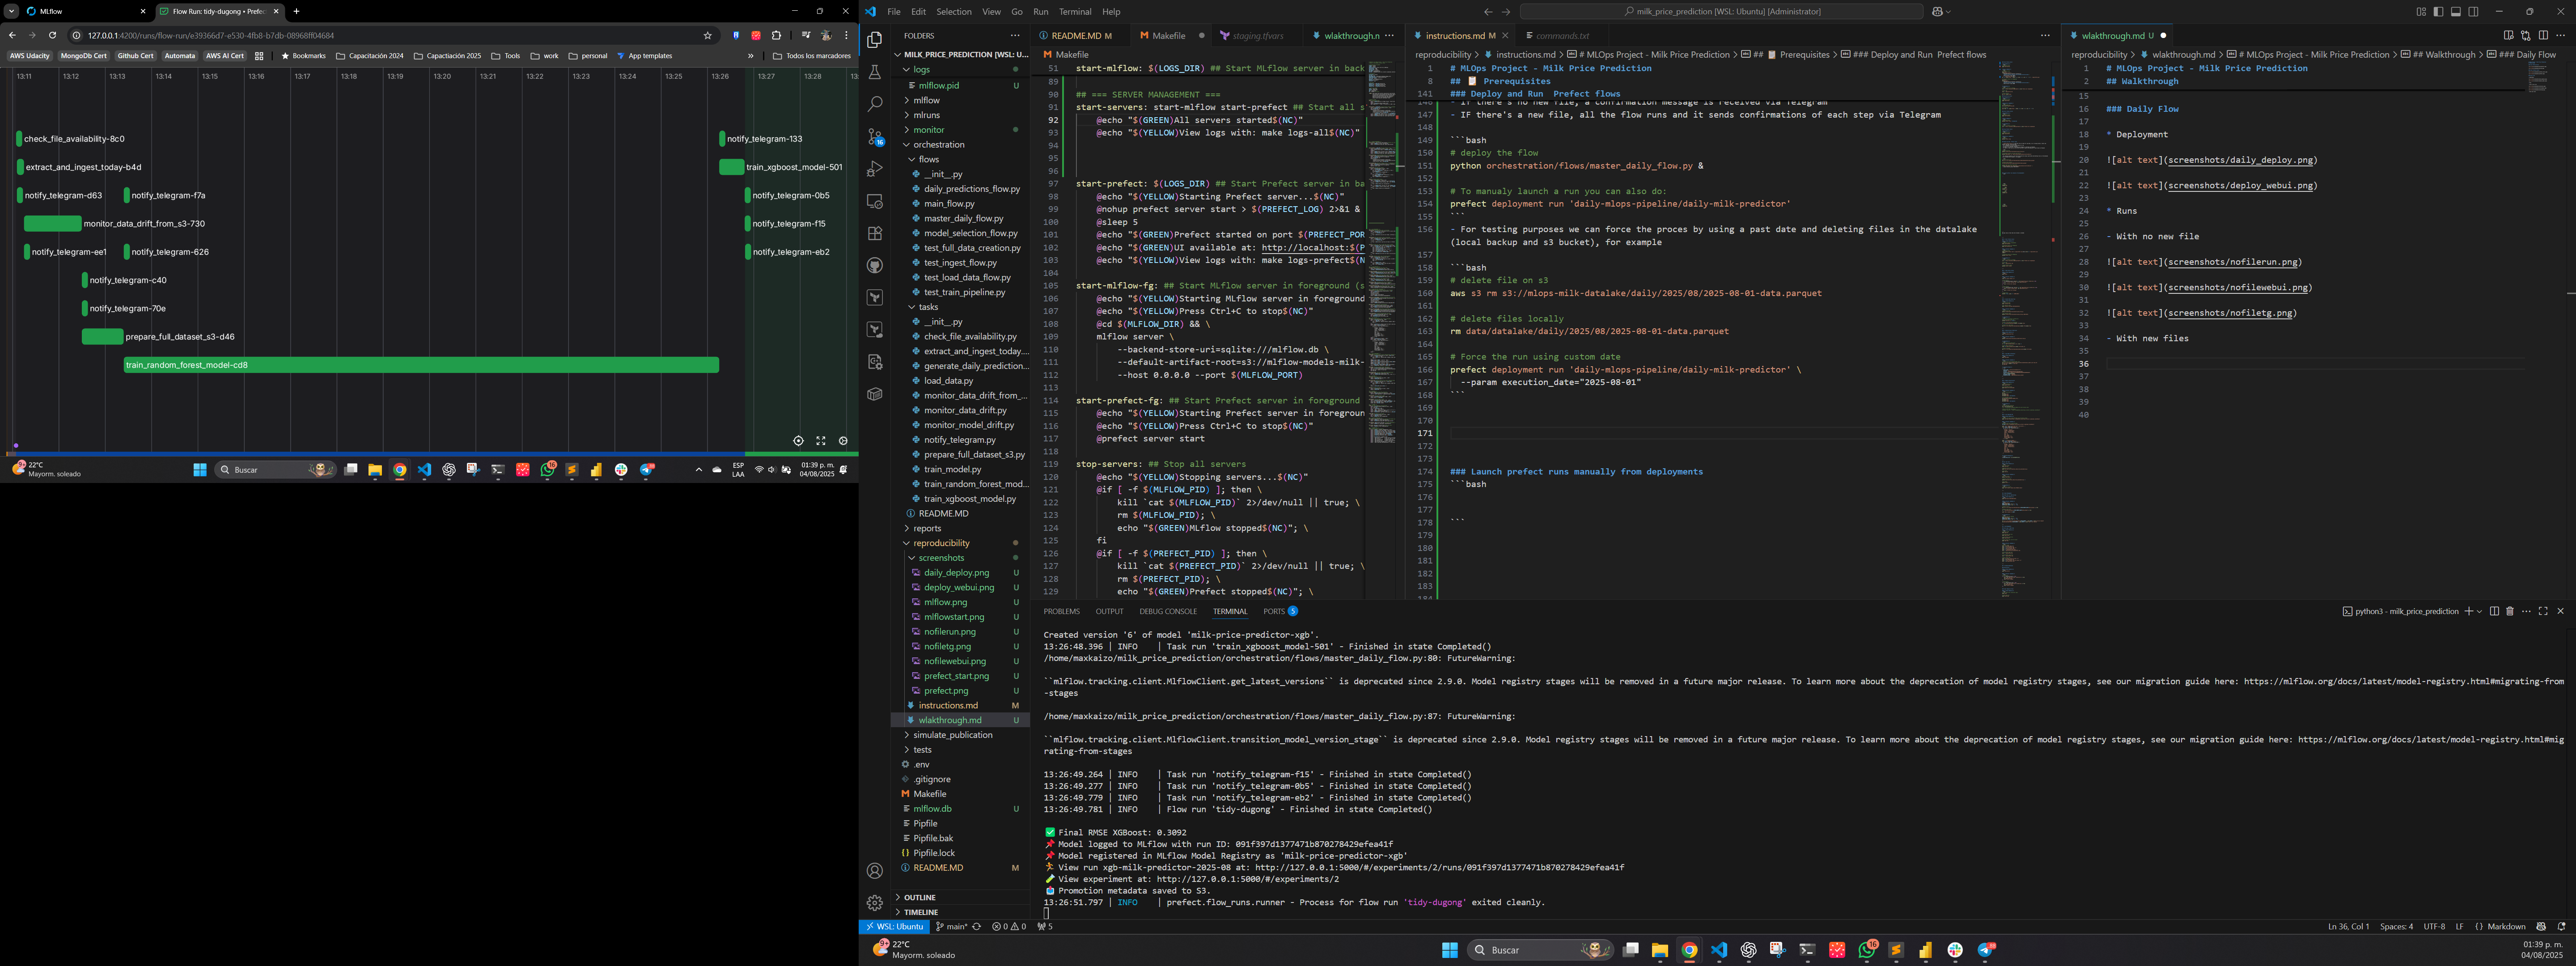 MLflow
Flow Run: tidy-dugong • Prefec
127.0.0.1:4200/runs/flow-run/e39366d7-e530-4fb8-b7db-08968ff04684
AWS Udacity
MongoDb Cert
Github Cert
Automata
AWS AI Cert
Bookmarks
Capacitación 2024
Capactiación 2025
Tools
work
personal
App templates
Todos los marcadores
13:11 13:12 13:13 13:14 13:15 13:16 13:17 13:18 13:19 13:20 13:21 13:22 13:23 13:24 13:25 13:26 13:27 13:28
check_file_availability-8c0
notify_telegram-133
extract_and_ingest_today-b4d
train_xgboost_model-501
notify_telegram-d63
notify_telegram-f7a
notify_telegram-0b5
monitor_data_drift_from_s3-730
notify_telegram-f15
notify_telegram-ee1
notify_telegram-626
notify_telegram-eb2
notify_telegram-c40
notify_telegram-70e
prepare_full_dataset_s3-d46
train_random_forest_model-cd8
22°C
Mayorm. soleado
Buscar
ESP
LAA
01:39 p. m.
04/08/2025
File Edit Selection View Go Run Terminal Help
milk_price_prediction [WSL: Ubuntu] [Administrator]
FOLDERS
MILK_PRICE_PREDICTION [WSL: U...
logs
mlflow.pid U
mlflow
mlruns
monitor
orchestration
flows
__init__.py
daily_predictions_flow.py
main_flow.py
master_daily_flow.py
model_selection_flow.py
test_full_data_creation.py
test_ingest_flow.py
test_load_data_flow.py
test_train_pipeline.py
tasks
__init__.py
check_file_availability.py
extract_and_ingest_today....
generate_daily_prediction...
load_data.py
monitor_data_drift_from_...
monitor_data_drift.py
monitor_model_drift.py
notify_telegram.py
prepare_full_dataset_s3.py
train_model.py
train_random_forest_mod...
train_xgboost_model.py
README.MD
reports
reproducibility
screenshots
daily_deploy.png U
deploy_webui.png U
mlflow.png U
mlflowstart.png U
nofilerun.png U
nofiletg.png U
nofilewebui.png U
prefect_start.png U
prefect.png U
instructions.md M
wlakthrough.md U
simulate_publication
tests
.env
.gitignore
Makefile
mlflow.db U
Pipfile
Pipfile.bak
Pipfile.lock
README.MD M
OUTLINE
TIMELINE
README.MD M
Makefile
staging.tfvars
wlakthrough.n
Makefile
51 start-mlflow: $(LOGS_DIR) ## Start MLflow server in back
89
90 ## === SERVER MANAGEMENT ===
91 start-servers: start-mlflow start-prefect ## Start all s
92 @echo "$(GREEN)All servers started$(NC)"
93 @echo "$(YELLOW)View logs with: make logs-all$(NC)"
94
95
96
97 start-prefect: $(LOGS_DIR) ## Start Prefect server in ba
98 @echo "$(YELLOW)Starting Prefect server...$(NC)"
99 @nohup prefect server start > $(PREFECT_LOG) 2>&1 &
100 @sleep 5
101 @echo "$(GREEN)Prefect started on port $(PREFECT_POR
102 @echo "$(GREEN)UI available at: http://localhost:$(P
103 @echo "$(YELLOW)View logs with: make logs-prefect$(N
104
105 start-mlflow-fg: ## Start MLflow server in foreground (s
106 @echo "$(YELLOW)Starting MLflow server in foreground
107 @echo "$(YELLOW)Press Ctrl+C to stop$(NC)"
108 @cd $(MLFLOW_DIR) && \
109 mlflow server \
110 --backend-store-uri=sqlite:///mlflow.db \
111 --default-artifact-root=s3://mlflow-models-milk-
112 --host 0.0.0.0 --port $(MLFLOW_PORT)
113
114 start-prefect-fg: ## Start Prefect server in foreground
115 @echo "$(YELLOW)Starting Prefect server in foregroun
116 @echo "$(YELLOW)Press Ctrl+C to stop$(NC)"
117 @prefect server start
118
119 stop-servers: ## Stop all servers
120 @echo "$(YELLOW)Stopping servers...$(NC)"
121 @if [ -f $(MLFLOW_PID) ]; then \
122 kill `cat $(MLFLOW_PID)` 2>/dev/null || true; \
123 rm $(MLFLOW_PID); \
124 echo "$(GREEN)MLflow stopped$(NC)"; \
125 fi
126 @if [ -f $(PREFECT_PID) ]; then \
127 kill `cat $(PREFECT_PID)` 2>/dev/null || true; \
128 rm $(PREFECT_PID); \
129 echo "$(GREEN)Prefect stopped$(NC)"; \
instructions.md M
commands.txt
reproducibility > instructions.md > # MLOps Project - Milk Price Prediction > ## 📋 Prerequisites > ### Deploy and Run Prefect flows
1 # MLOps Project - Milk Price Prediction
8 ## 📋 Prerequisites
141 ### Deploy and Run Prefect flows
146 - If there's no new file, a confirmation message is received via Telegram
147 - IF there's a new file, all the flow runs and it sends confirmations of each step via Telegram
148
149 ```bash
150 # deploy the flow
151 python orchestration/flows/master_daily_flow.py &
152
153 # To manualy launch a run you can also do:
154 prefect deployment run 'daily-mlops-pipeline/daily-milk-predictor'
155 ```
156 - For testing purposes we can force the proces by using a past date and deleting files in the datalake
(local backup and s3 bucket), for example
157
158 ```bash
159 # delete file on s3
160 aws s3 rm s3://mlops-milk-datalake/daily/2025/08/2025-08-01-data.parquet
161
162 # delete files locally
163 rm data/datalake/daily/2025/08/2025-08-01-data.parquet
164
165 # Force the run using custom date
166 prefect deployment run 'daily-mlops-pipeline/daily-milk-predictor' \
167 --param execution_date="2025-08-01"
168 ```
169
170
171
172
173
174 ### Launch prefect runs manually from deployments
175 ```bash
176
177
178 ```
179
180
181
182
183
184
wlakthrough.md U
reproducibility > wlakthrough.md > # MLOps Project - Milk Price Prediction > ## Walkthrough > ### Daily Flow
1 # MLOps Project - Milk Price Prediction
2 ## Walkthrough
15
16 ### Daily Flow
17
18 * Deployment
19
20 ![alt text](screenshots/daily_deploy.png)
21
22 ![alt text](screenshots/deploy_webui.png)
23
24 * Runs
25
26 - With no new file
27
28 ![alt text](screenshots/nofilerun.png)
29
30 ![alt text](screenshots/nofilewebui.png)
31
32 ![alt text](screenshots/nofiletg.png)
33
34 - With new files
35
36
37
38
39
40
PROBLEMS OUTPUT DEBUG CONSOLE TERMINAL PORTS 5
python3 - milk_price_prediction
Created version '6' of model 'milk-price-predictor-xgb'.
13:26:48.396 | INFO | Task run 'train_xgboost_model-501' - Finished in state Completed()
/home/maxkaizo/milk_price_prediction/orchestration/flows/master_daily_flow.py:80: FutureWarning:
``mlflow.tracking.client.MlflowClient.get_latest_versions`` is deprecated since 2.9.0. Model registry stages will be removed in a future major release. To learn more about the deprecation of model registry stages, see our migration guide here: https://mlflow.org/docs/latest/model-registry.html#migrating-from
-stages
/home/maxkaizo/milk_price_prediction/orchestration/flows/master_daily_flow.py:87: FutureWarning:
``mlflow.tracking.client.MlflowClient.transition_model_version_stage`` is deprecated since 2.9.0. Model registry stages will be removed in a future major release. To learn more about the deprecation of model registry stages, see our migration guide here: https://mlflow.org/docs/latest/model-registry.html#mig
rating-from-stages
13:26:49.264 | INFO | Task run 'notify_telegram-f15' - Finished in state Completed()
13:26:49.277 | INFO | Task run 'notify_telegram-0b5' - Finished in state Completed()
13:26:49.779 | INFO | Task run 'notify_telegram-eb2' - Finished in state Completed()
13:26:49.781 | INFO | Flow run 'tidy-dugong' - Finished in state Completed()
✅ Final RMSE XGBoost: 0.3092
📌 Model logged to MLflow with run ID: 091f397d1377471b870278429efea41f
📌 Model registered in MLflow Model Registry as 'milk-price-predictor-xgb'
🏃 View run xgb-milk-predictor-2025-08 at: http://127.0.0.1:5000/#/experiments/2/runs/091f397d1377471b870278429efea41f
🧪 View experiment at: http://127.0.0.1:5000/#/experiments/2
Promotion metadata saved to S3.
13:26:51.797 | INFO | prefect.flow_runs.runner - Process for flow run 'tidy-dugong' exited cleanly.
WSL: Ubuntu
main*
0 0
5
Ln 36, Col 1 Spaces: 4 UTF-8 LF {} Markdown
22°C
Mayorm. soleado
Buscar
16
01:39 p. m.
04/08/2025